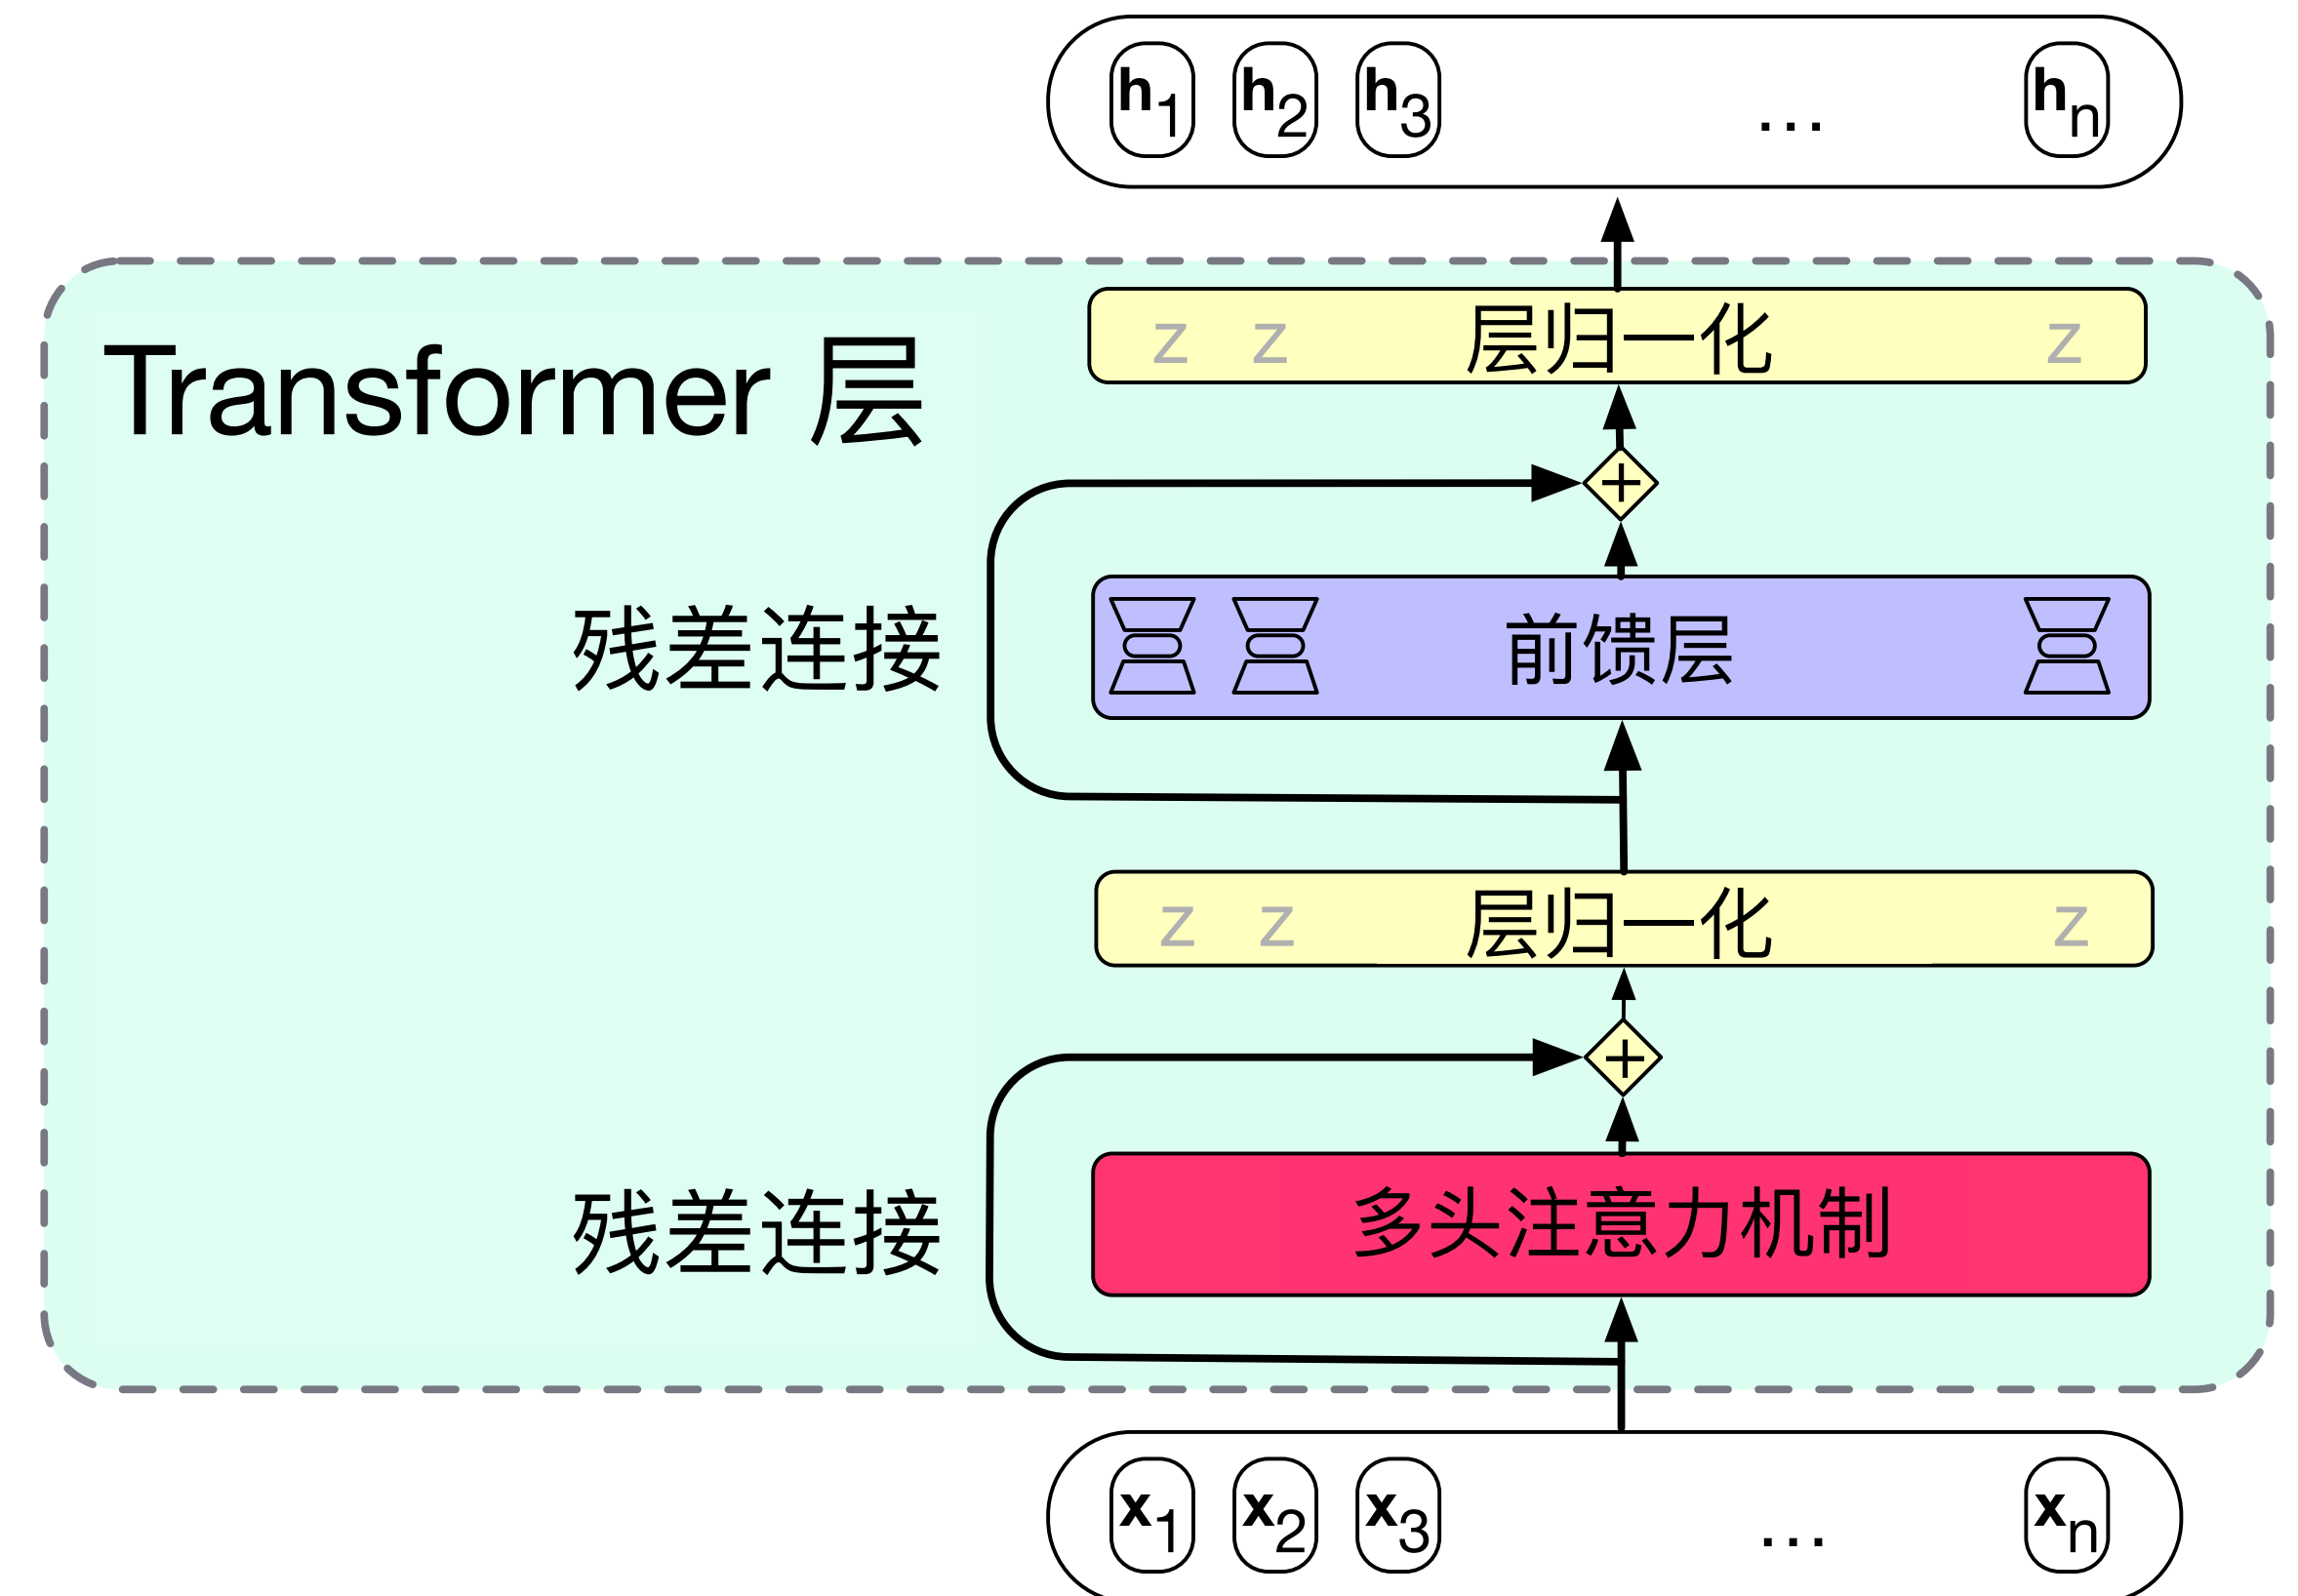 h1 h2 h3 ... hn
z z 层归一化 z
Transformer 层
残差连接
前馈层
z z 层归一化 z
残差连接
多头注意力机制
x1 x2 x3 ... xn